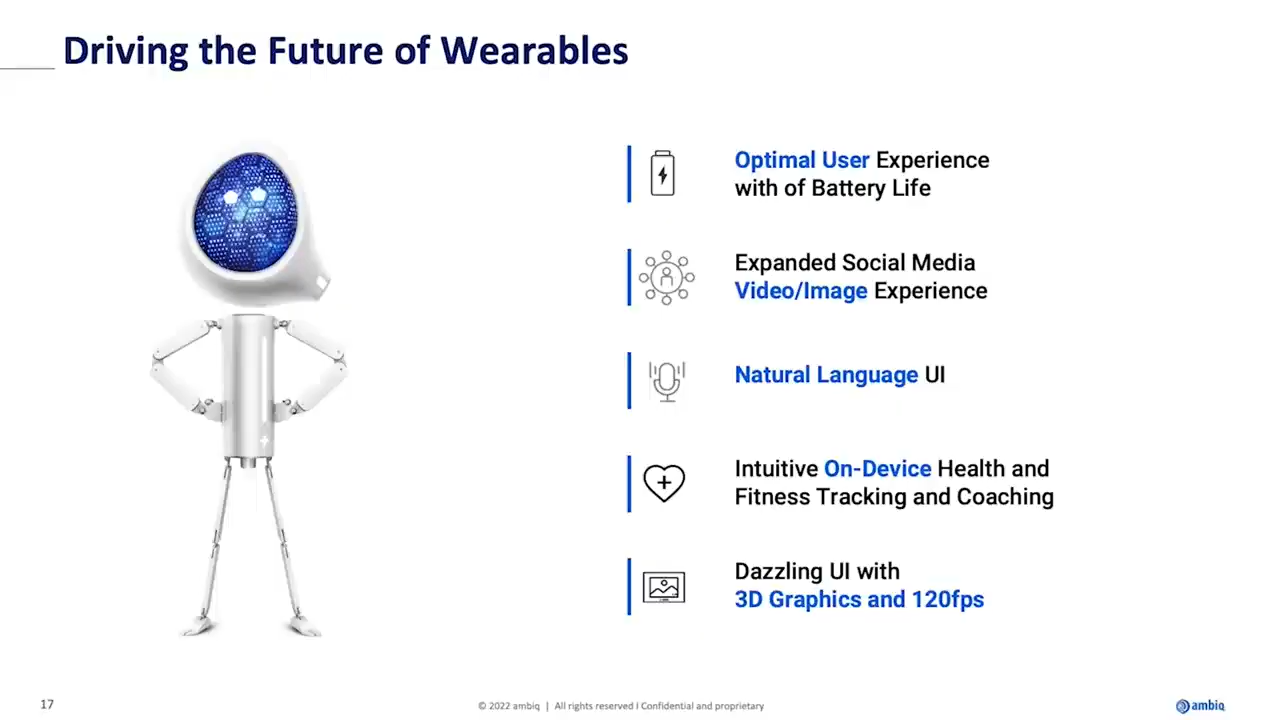 Driving the Future of Wearables
Optimal User Experience
with of Battery Life
Expanded Social Media
Video/Image Experience
Natural Language UI
Intuitive On-Device Health and
Fitness Tracking and Coaching
Dazzling UI with
3D Graphics and 120fps
17
© 2022 ambiq | All rights reserved I Confidential and proprietary
ambiq